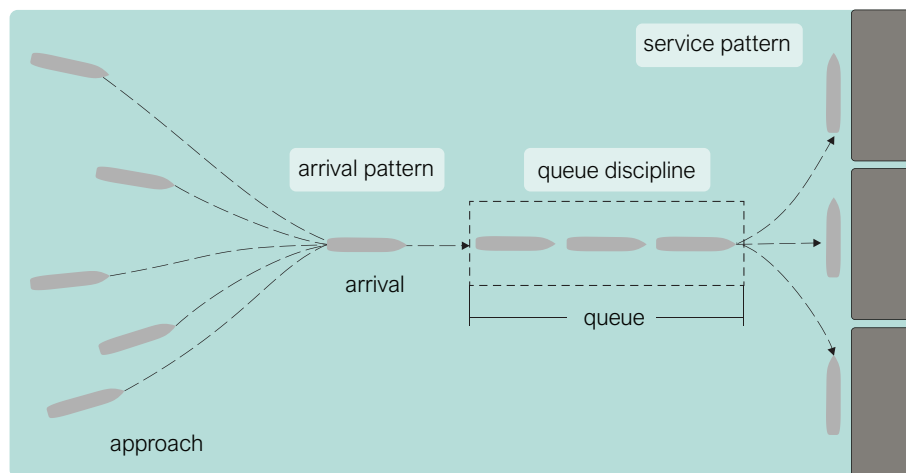 service pattern
arrival pattern
queue discipline
arrival
queue
approach